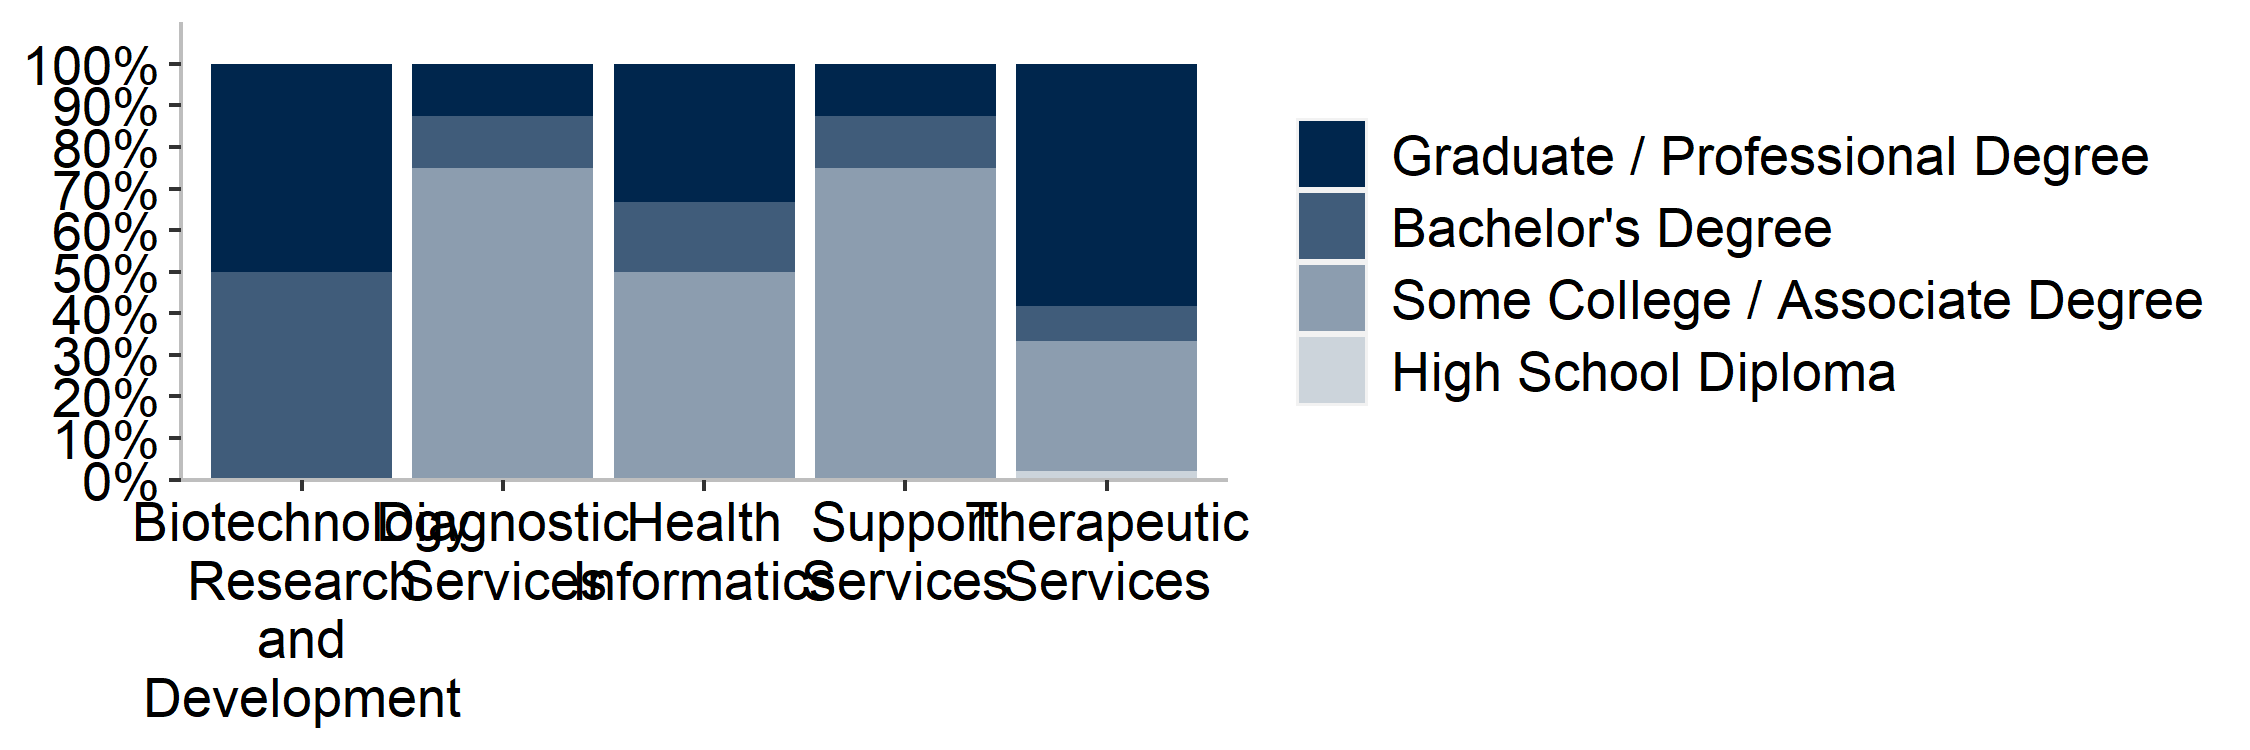 100%
90%
80%
70%
60%
50%
40%
30%
20%
10%
0%
Biotechnology
Research
and
Development
Diagnostic
Services
Health
Informatics
Support
Services
Therapeutic
Services
Graduate / Professional Degree
Bachelor's Degree
Some College / Associate Degree
High School Diploma